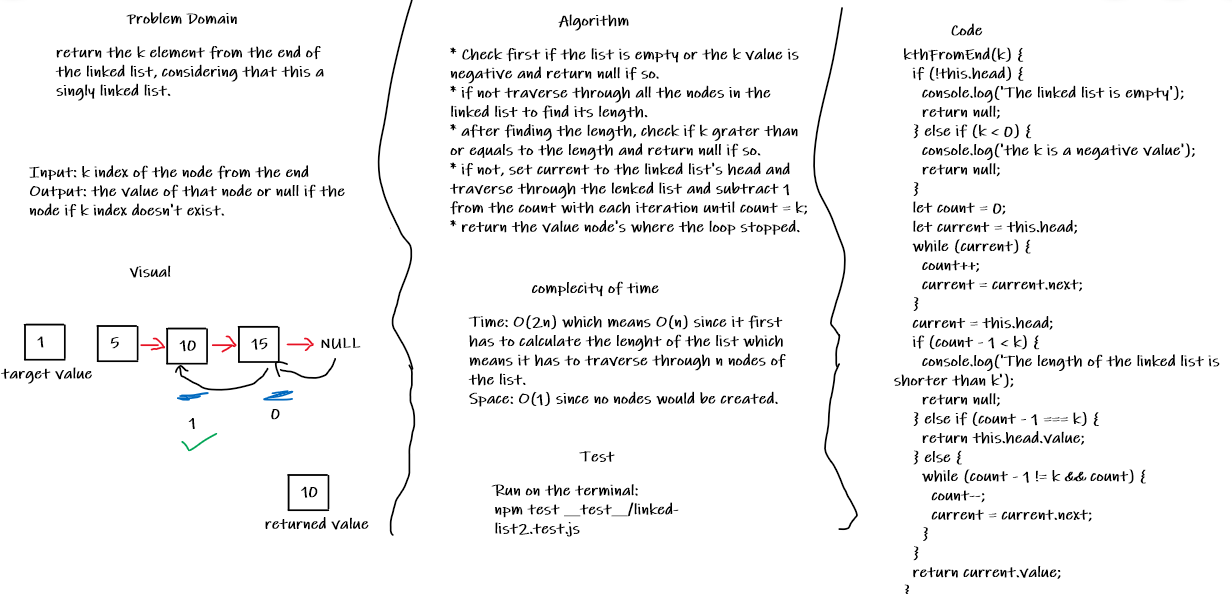 Problem Domain
return the k element from the end of
the linked list, considering that this a
singly linked list.
Input: k index of the node from the end
Output: the value of that node or null if the
node if k index doesn't exist.
Visual
1
5
10
15
NULL
target value
1
0
10
returned value
Algorithm
* Check first if the list is empty or the k value is
negative and return null if so.
* if not traverse through all the nodes in the
linked list to find its length.
* after finding the length, check if k grater than
or equals to the length and return null if so.
* if not, set current to the linked list's head and
traverse through the lenked list and subtract 1
from the count with each iteration until count = k;
* return the value node's where the loop stopped.
complecity of time
Time: O(2n) which means O(n) since it first
has to calculate the lenght of the list which
means it has to traverse through n nodes of
the list.
Space: O(1) since no nodes would be created.
Test
Run on the terminal:
npm test __test__/linked-
list2.test.js
Code
kthFromEnd(k) {
if (!this.head) {
console.log('The linked list is empty');
return null;
} else if (k < 0) {
console.log('the k is a negative value');
return null;
}
let count = 0;
let current = this.head;
while (current) {
count++;
current = current.next;
}
current = this.head;
if (count - 1 < k) {
console.log('The length of the linked list is
shorter than k');
return null;
} else if (count - 1 === k) {
return this.head.value;
} else {
while (count - 1 != k && count) {
count--;
current = current.next;
}
}
return current.value;
}